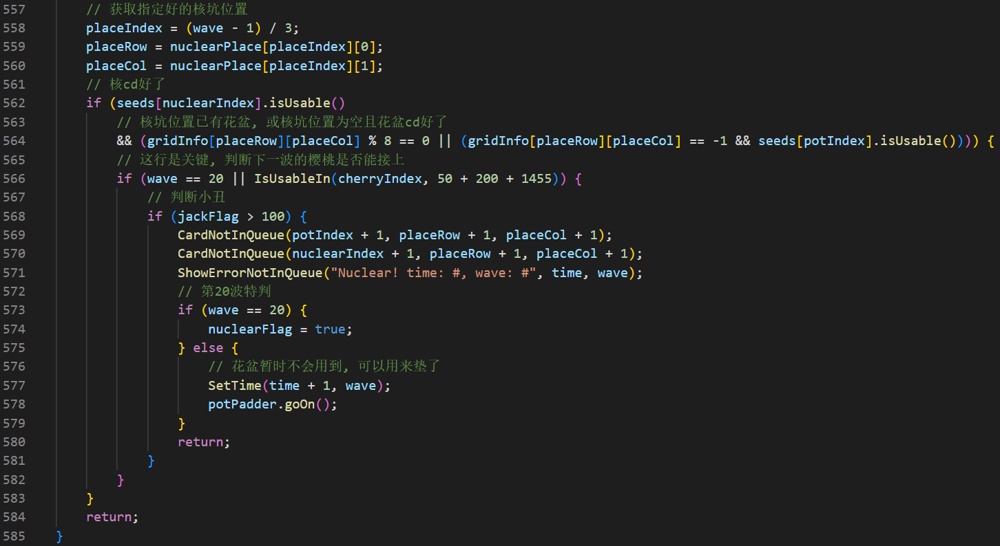 557 // 获取指定好的核坑位置
558 placeIndex = (wave - 1) / 3;
559 placeRow = nuclearPlace[placeIndex][0];
560 placeCol = nuclearPlace[placeIndex][1];
561 // 核cd好了
562 if (seeds[nuclearIndex].isUsable()
563 // 核坑位置已有花盆, 或核坑位置为空且花盆cd好了
564 && (gridInfo[placeRow][placeCol] % 8 == 0 || (gridInfo[placeRow][placeCol] == -1 && seeds[potIndex].isUsable()))) {
565 // 这行是关键, 判断下一波的樱桃是否能接上
566 if (wave == 20 || IsUsableIn(cherryIndex, 50 + 200 + 1455)) {
567 // 判断小丑
568 if (jackFlag > 100) {
569 CardNotInQueue(potIndex + 1, placeRow + 1, placeCol + 1);
570 CardNotInQueue(nuclearIndex + 1, placeRow + 1, placeCol + 1);
571 ShowErrorNotInQueue("Nuclear! time: #, wave: #", time, wave);
572 // 第20波特判
573 if (wave == 20) {
574 nuclearFlag = true;
575 } else {
576 // 花盆暂时不会用到, 可以用来垫了
577 SetTime(time + 1, wave);
578 potPadder.goOn();
579 }
580 return;
581 }
582 }
583 }
584 return;
585 }